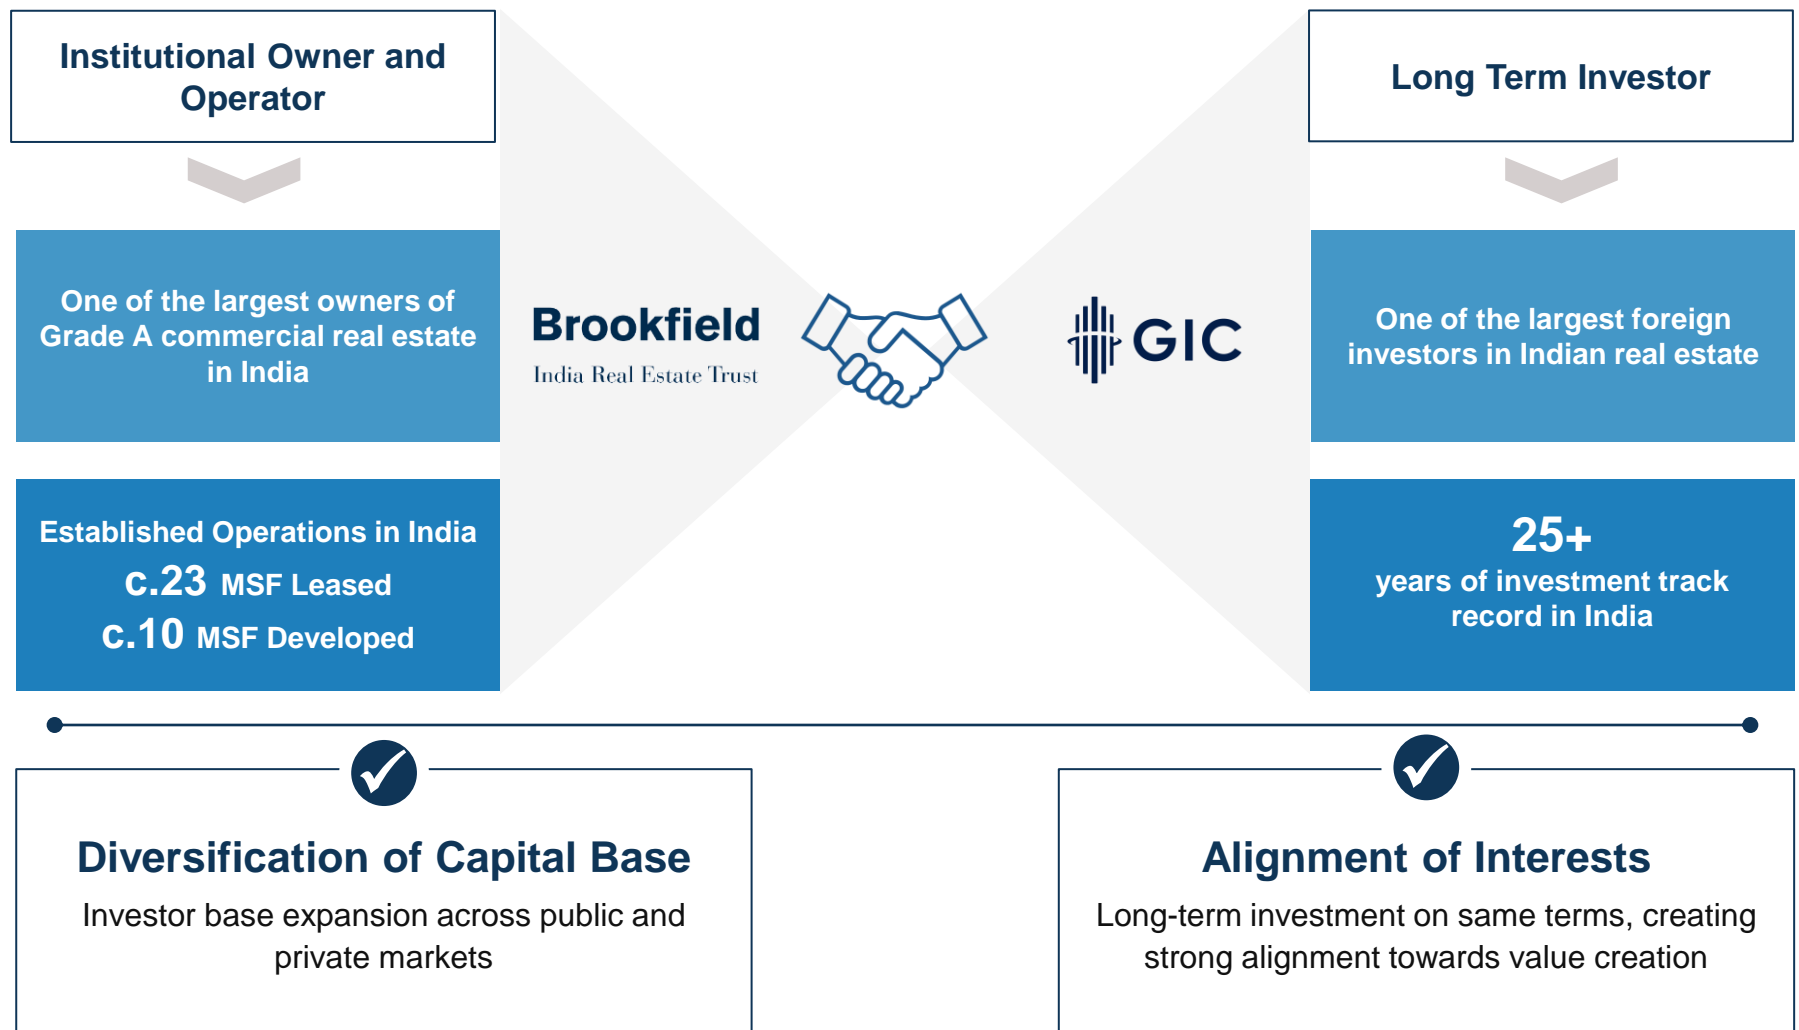 Institutional Owner and
Operator
One of the largest owners of
Grade A commercial real estate
in India
Established Operations in India
c.23 MSF Leased
c.10 MSF Developed
Brookfield
India Real Estate Trust
GIC
Long Term Investor
One of the largest foreign
investors in Indian real estate
25+
years of investment track
record in India
Diversification of Capital Base
Investor base expansion across public and
private markets
Alignment of Interests
Long-term investment on same terms, creating
strong alignment towards value creation